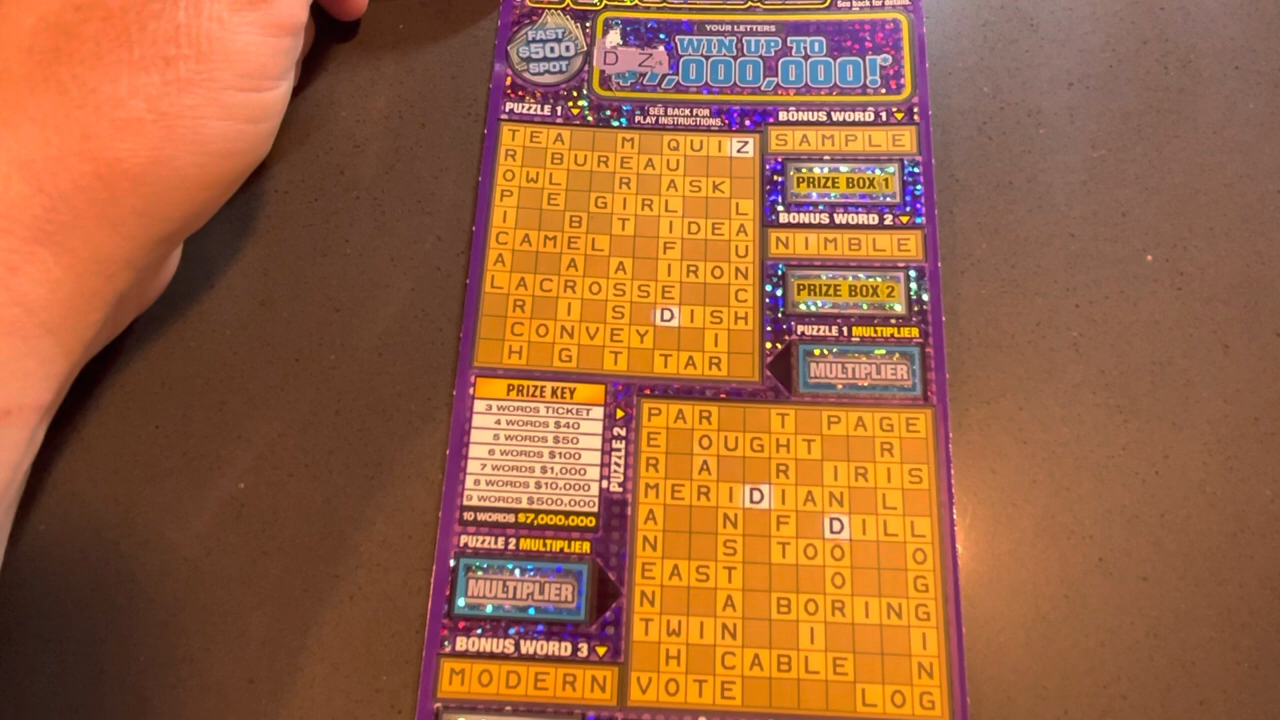 See back for details.
FAST
$500
SPOT
YOUR LETTERS
D Z
WIN UP TO
$7,000,000!*
PUZZLE 1
SEE BACK FOR
PLAY INSTRUCTIONS.
BONUS WORD 1
TEA M QUIZ
R BUREAU U
OWL R ASK
P E GIRL L
I B T IDEA
CAMEL F U
A A A IRON
LACROSSE C
R I S DISH
CONVEY I
H G T TAR
SAMPLE
PRIZE BOX 1
BONUS WORD 2
NIMBLE
PRIZE BOX 2
PUZZLE 1 MULTIPLIER
MULTIPLIER
PRIZE KEY
3 WORDS TICKET
4 WORDS $40
5 WORDS $50
6 WORDS $100
7 WORDS $1,000
8 WORDS $10,000
9 WORDS $500,000
10 WORDS $7,000,000
PUZZLE 2
PAR T PAGE
E OUGHT R
R A R IRIS
MERIDIAN L
A N F DILL
N S TOO O
E A S T O G
A BORING
TWIN I I
H CABLE N
VOTE LOG
PUZZLE 2 MULTIPLIER
MULTIPLIER
BONUS WORD 3
MODERN